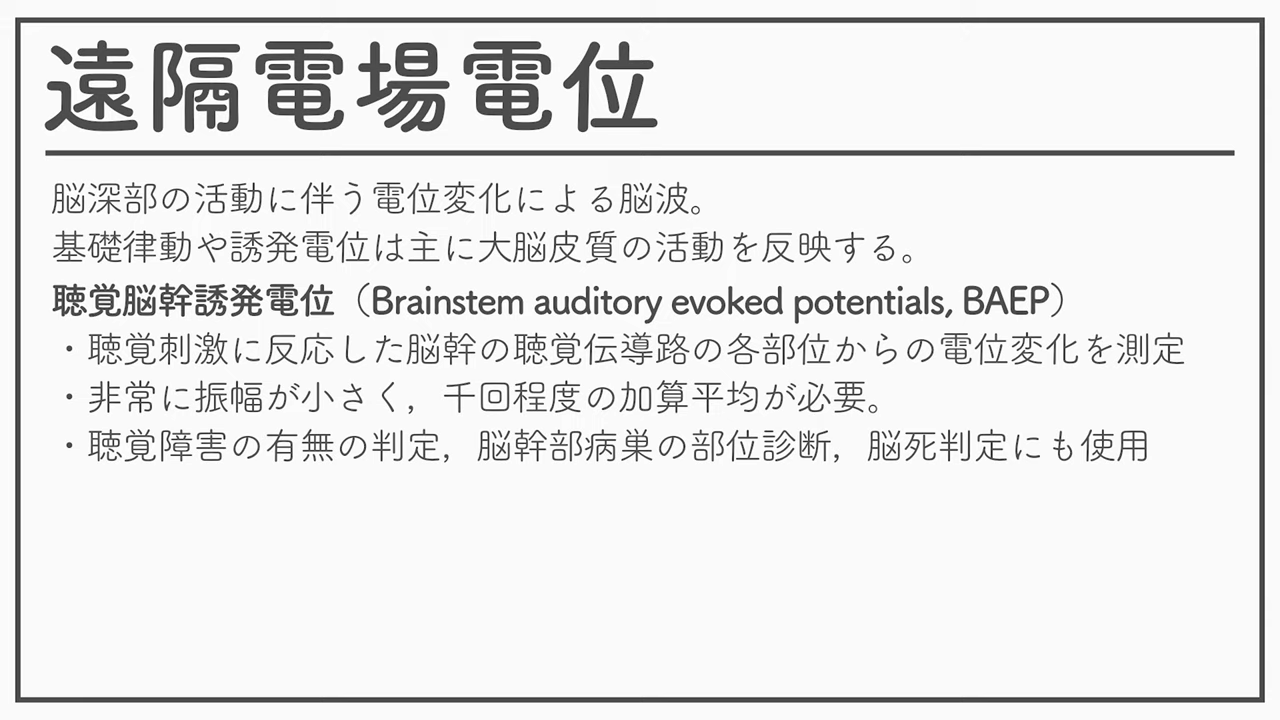 遠隔電場電位
脳深部の活動に伴う電位変化による脳波。
基礎律動や誘発電位は主に大脳皮質の活動を反映する。
聴覚脳幹誘発電位（Brainstem auditory evoked potentials, BAEP）
・聴覚刺激に反応した脳幹の聴覚伝導路の各部位からの電位変化を測定
・非常に振幅が小さく，千回程度の加算平均が必要。
・聴覚障害の有無の判定，脳幹部病巣の部位診断，脳死判定にも使用